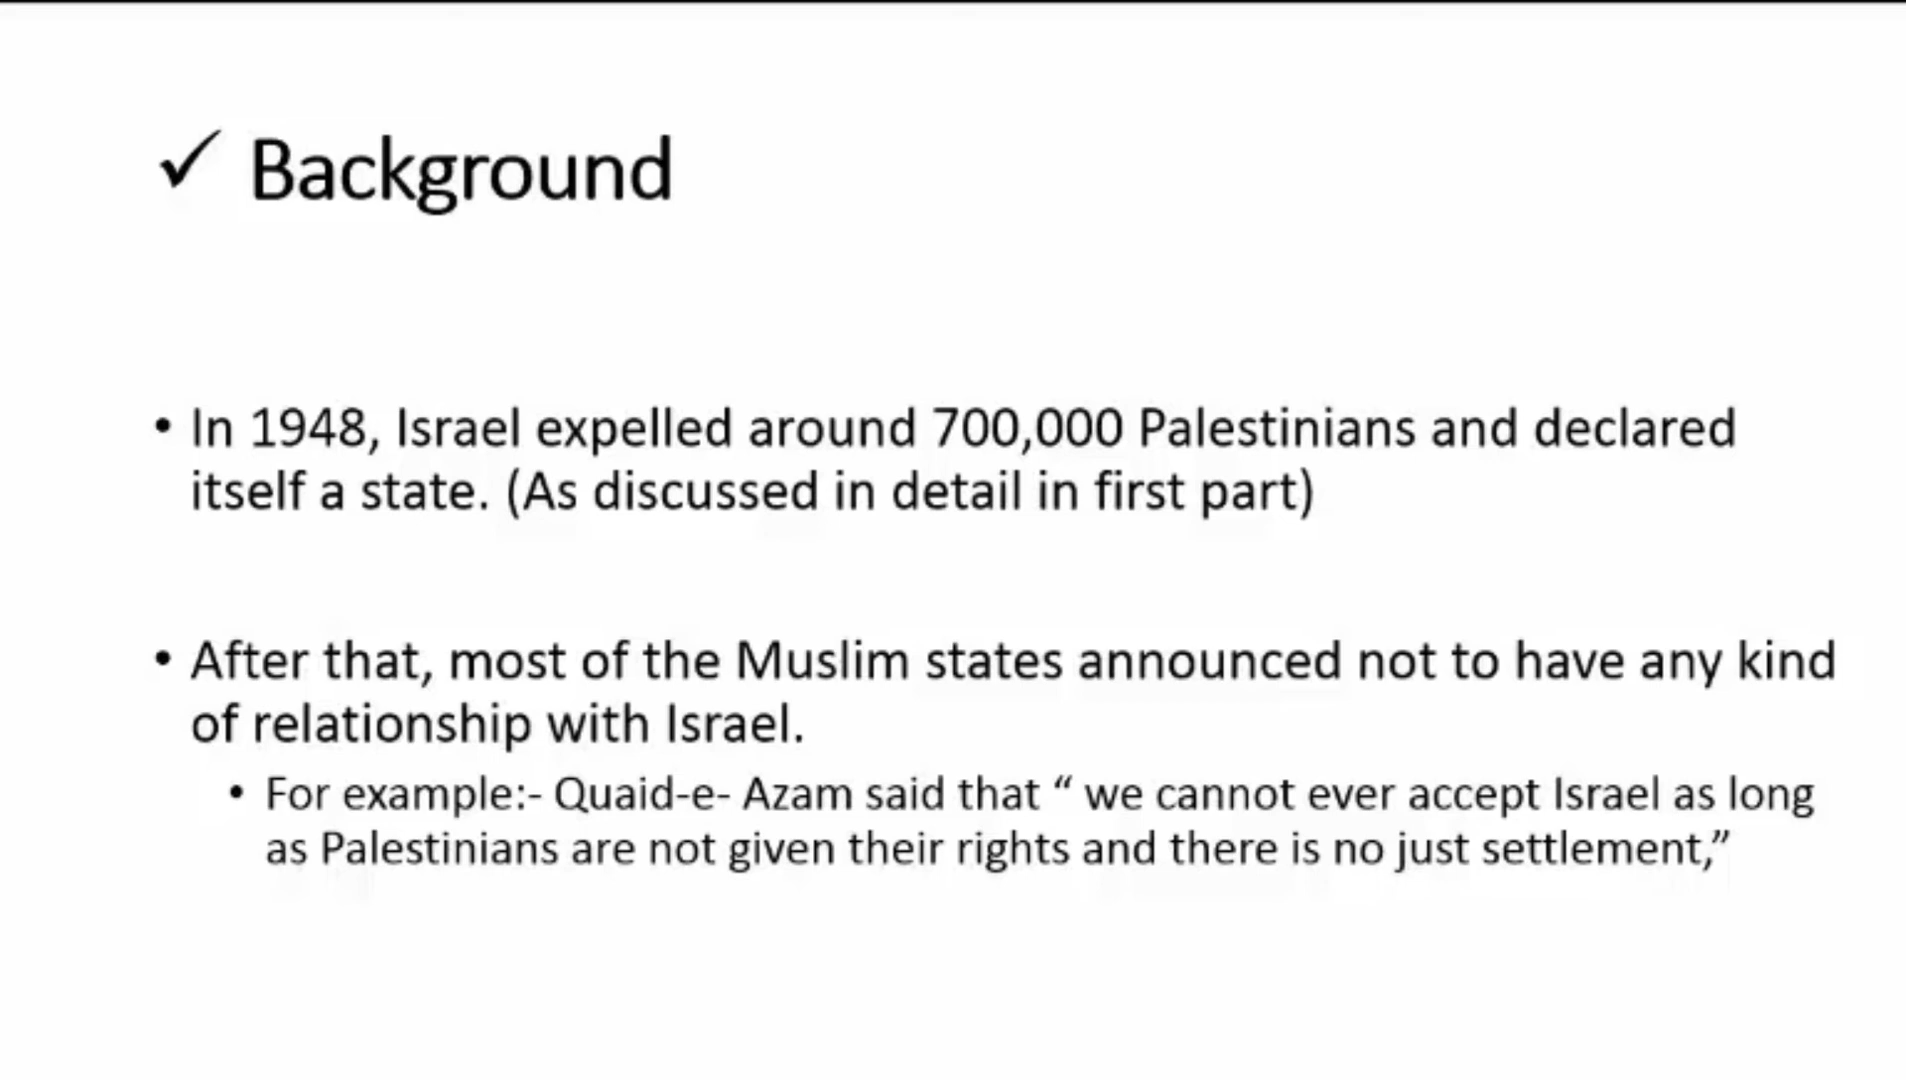 ✓ Background
• In 1948, Israel expelled around 700,000 Palestinians and declared
itself a state. (As discussed in detail in first part)
• After that, most of the Muslim states announced not to have any kind
of relationship with Israel.
• For example:- Quaid-e- Azam said that “ we cannot ever accept Israel as long
as Palestinians are not given their rights and there is no just settlement,”